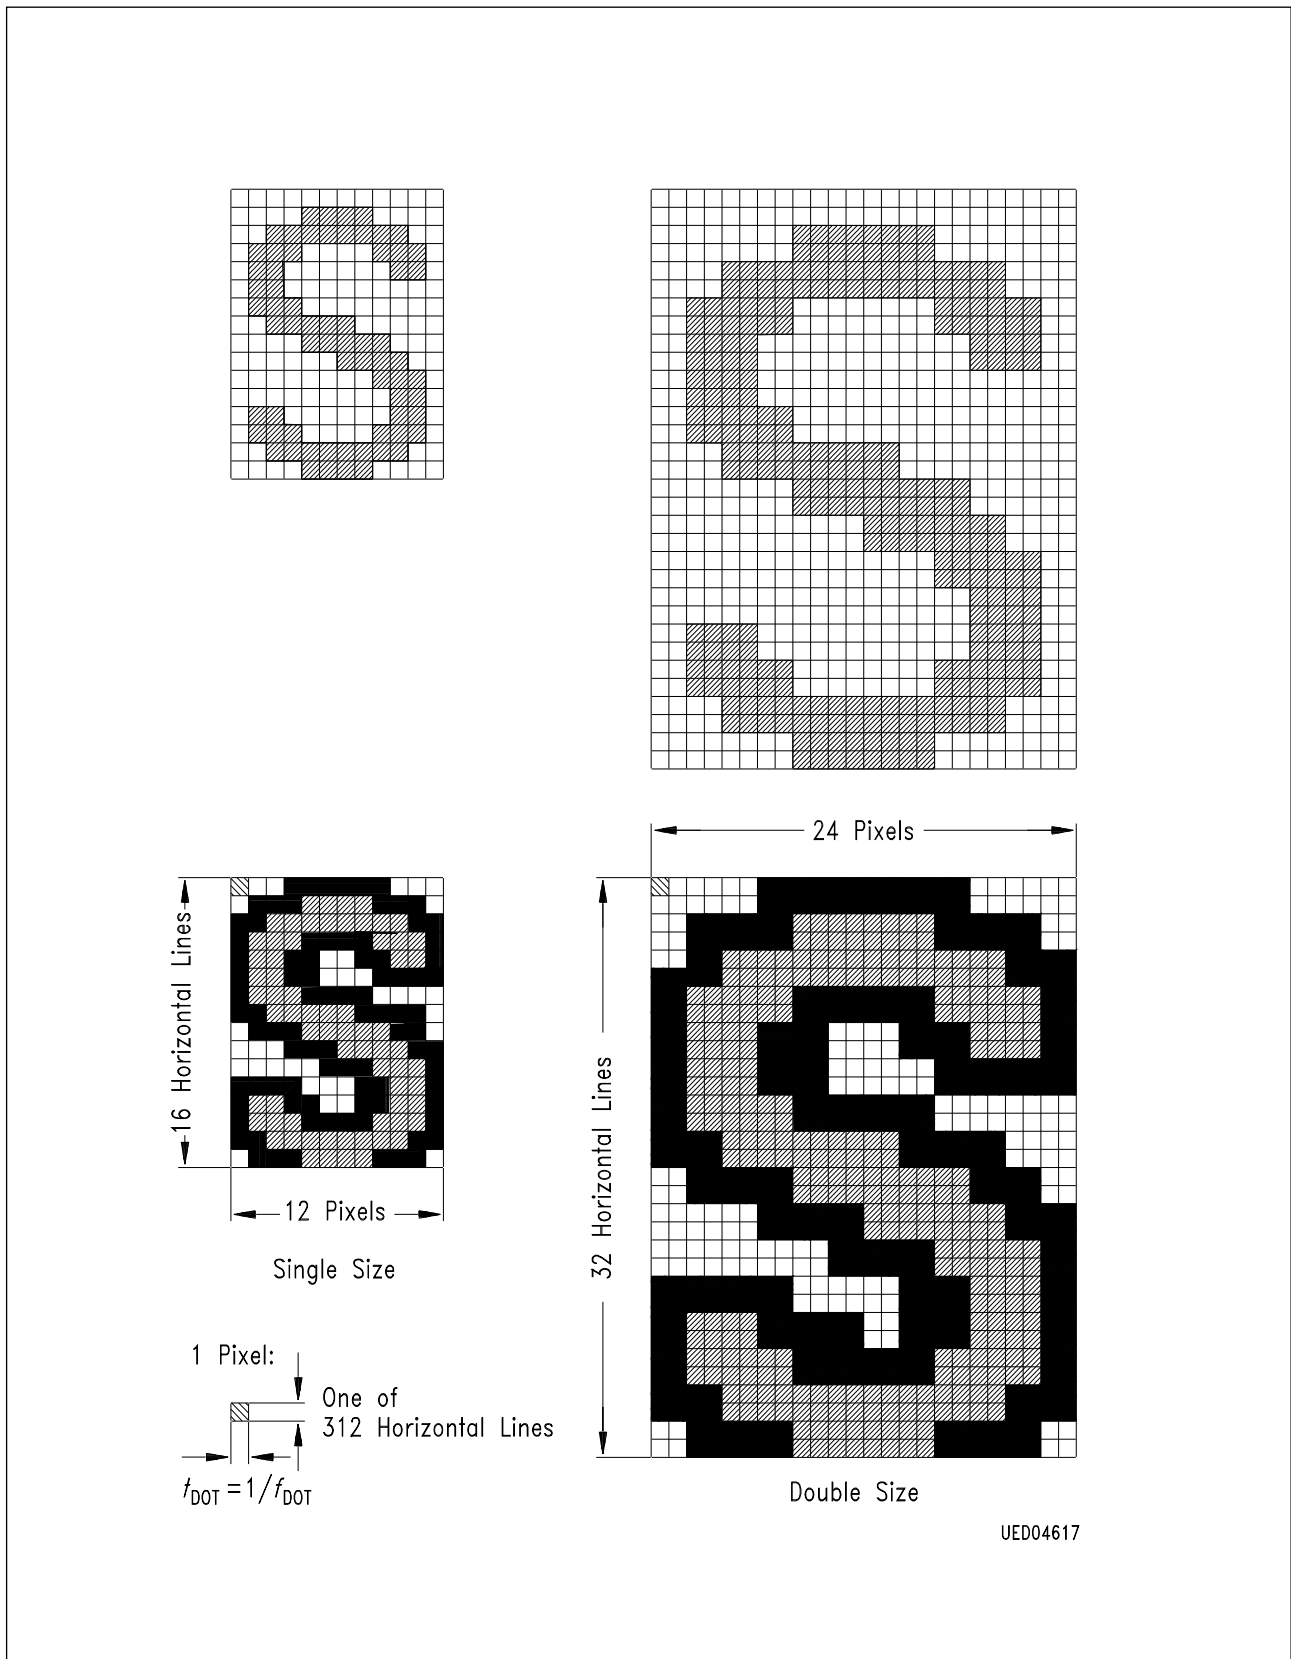 24 Pixels
16 Horizontal Lines
32 Horizontal Lines
12 Pixels
Single Size
1 Pixel:
One of
312 Horizontal Lines
tDOT = 1/fDOT
Double Size
UED04617